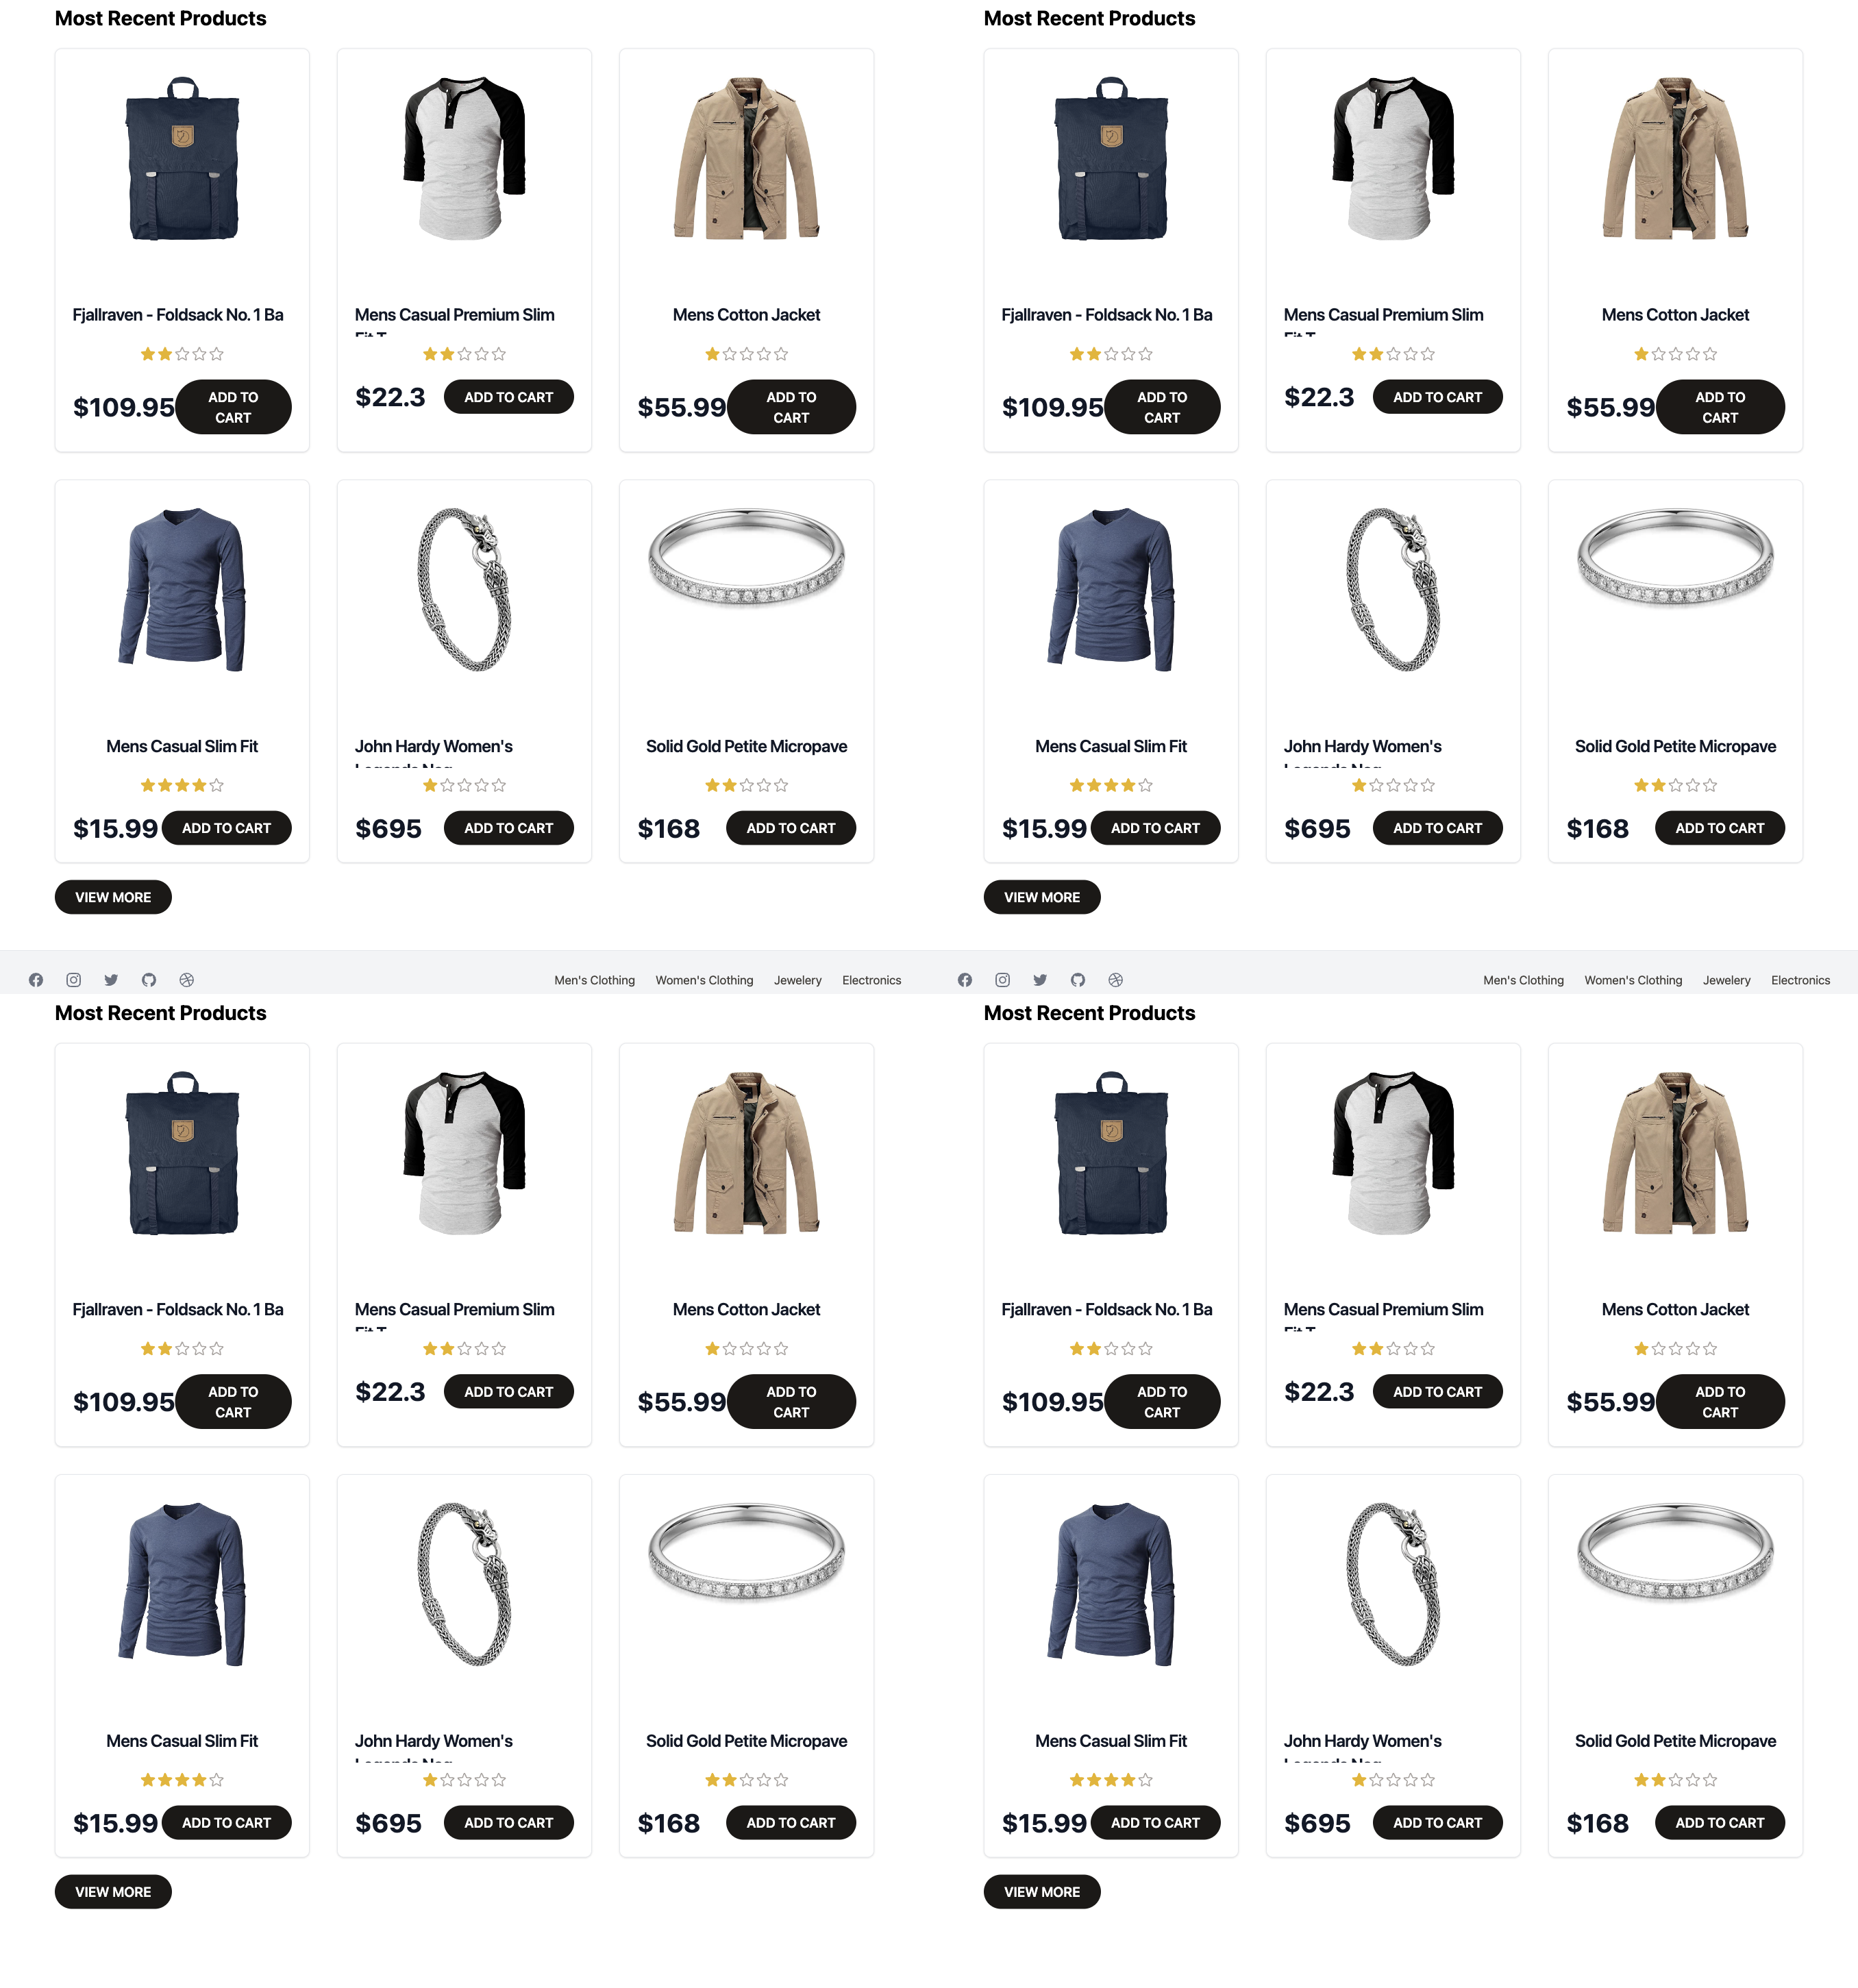 Most Recent Products
Most Recent Products
Fjallraven - Foldsack No. 1 Ba
Mens Casual Premium Slim
Fit T
Mens Cotton Jacket
Fjallraven - Foldsack No. 1 Ba
Mens Casual Premium Slim
Fit T
Mens Cotton Jacket
$109.95
ADD TO
CART
$22.3
ADD TO CART
$55.99
ADD TO
CART
$109.95
ADD TO
CART
$22.3
ADD TO CART
$55.99
ADD TO
CART
Mens Casual Slim Fit
John Hardy Women's
Solid Gold Petite Micropave
Mens Casual Slim Fit
John Hardy Women's
Solid Gold Petite Micropave
$15.99
ADD TO CART
$695
ADD TO CART
$168
ADD TO CART
$15.99
ADD TO CART
$695
ADD TO CART
$168
ADD TO CART
VIEW MORE
VIEW MORE
Men's Clothing
Women's Clothing
Jewelery
Electronics
Men's Clothing
Women's Clothing
Jewelery
Electronics
Most Recent Products
Most Recent Products
Fjallraven - Foldsack No. 1 Ba
Mens Casual Premium Slim
Fit T
Mens Cotton Jacket
Fjallraven - Foldsack No. 1 Ba
Mens Casual Premium Slim
Fit T
Mens Cotton Jacket
$109.95
ADD TO
CART
$22.3
ADD TO CART
$55.99
ADD TO
CART
$109.95
ADD TO
CART
$22.3
ADD TO CART
$55.99
ADD TO
CART
Mens Casual Slim Fit
John Hardy Women's
Solid Gold Petite Micropave
Mens Casual Slim Fit
John Hardy Women's
Solid Gold Petite Micropave
$15.99
ADD TO CART
$695
ADD TO CART
$168
ADD TO CART
$15.99
ADD TO CART
$695
ADD TO CART
$168
ADD TO CART
VIEW MORE
VIEW MORE